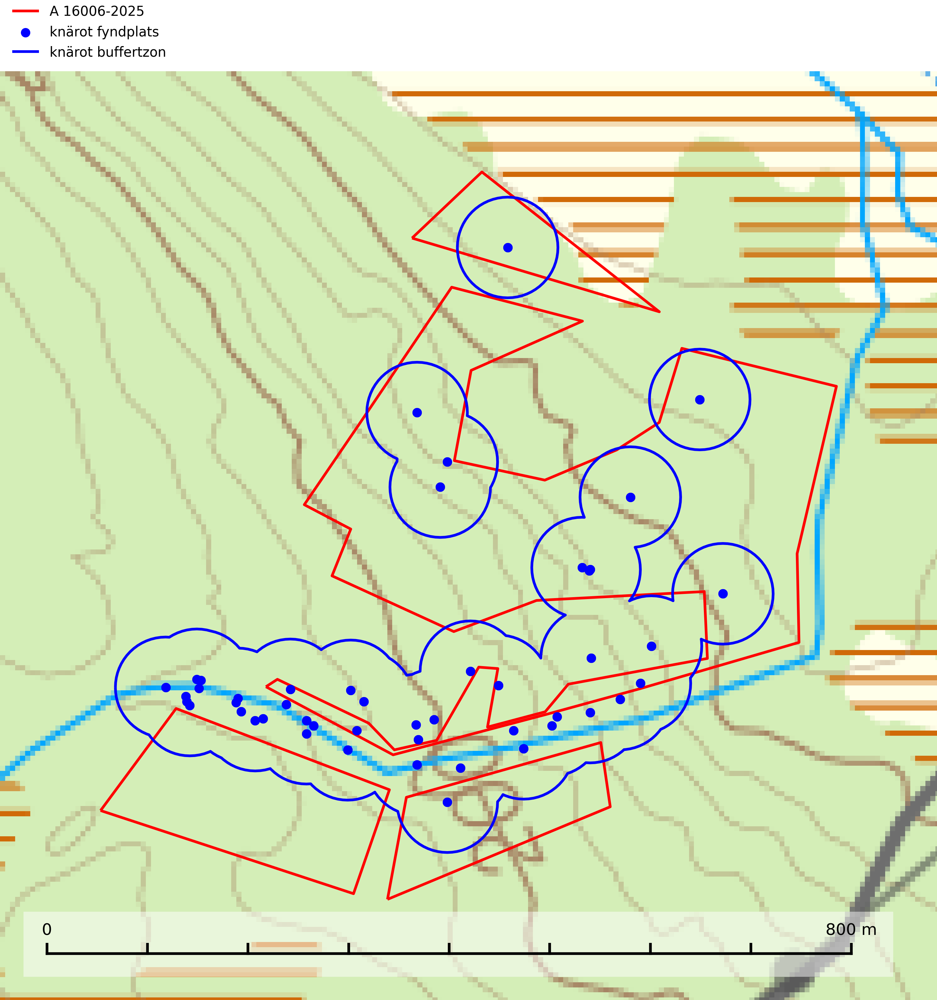 A 16006-2025
knärot fyndplats
knärot buffertzon
0 800 m